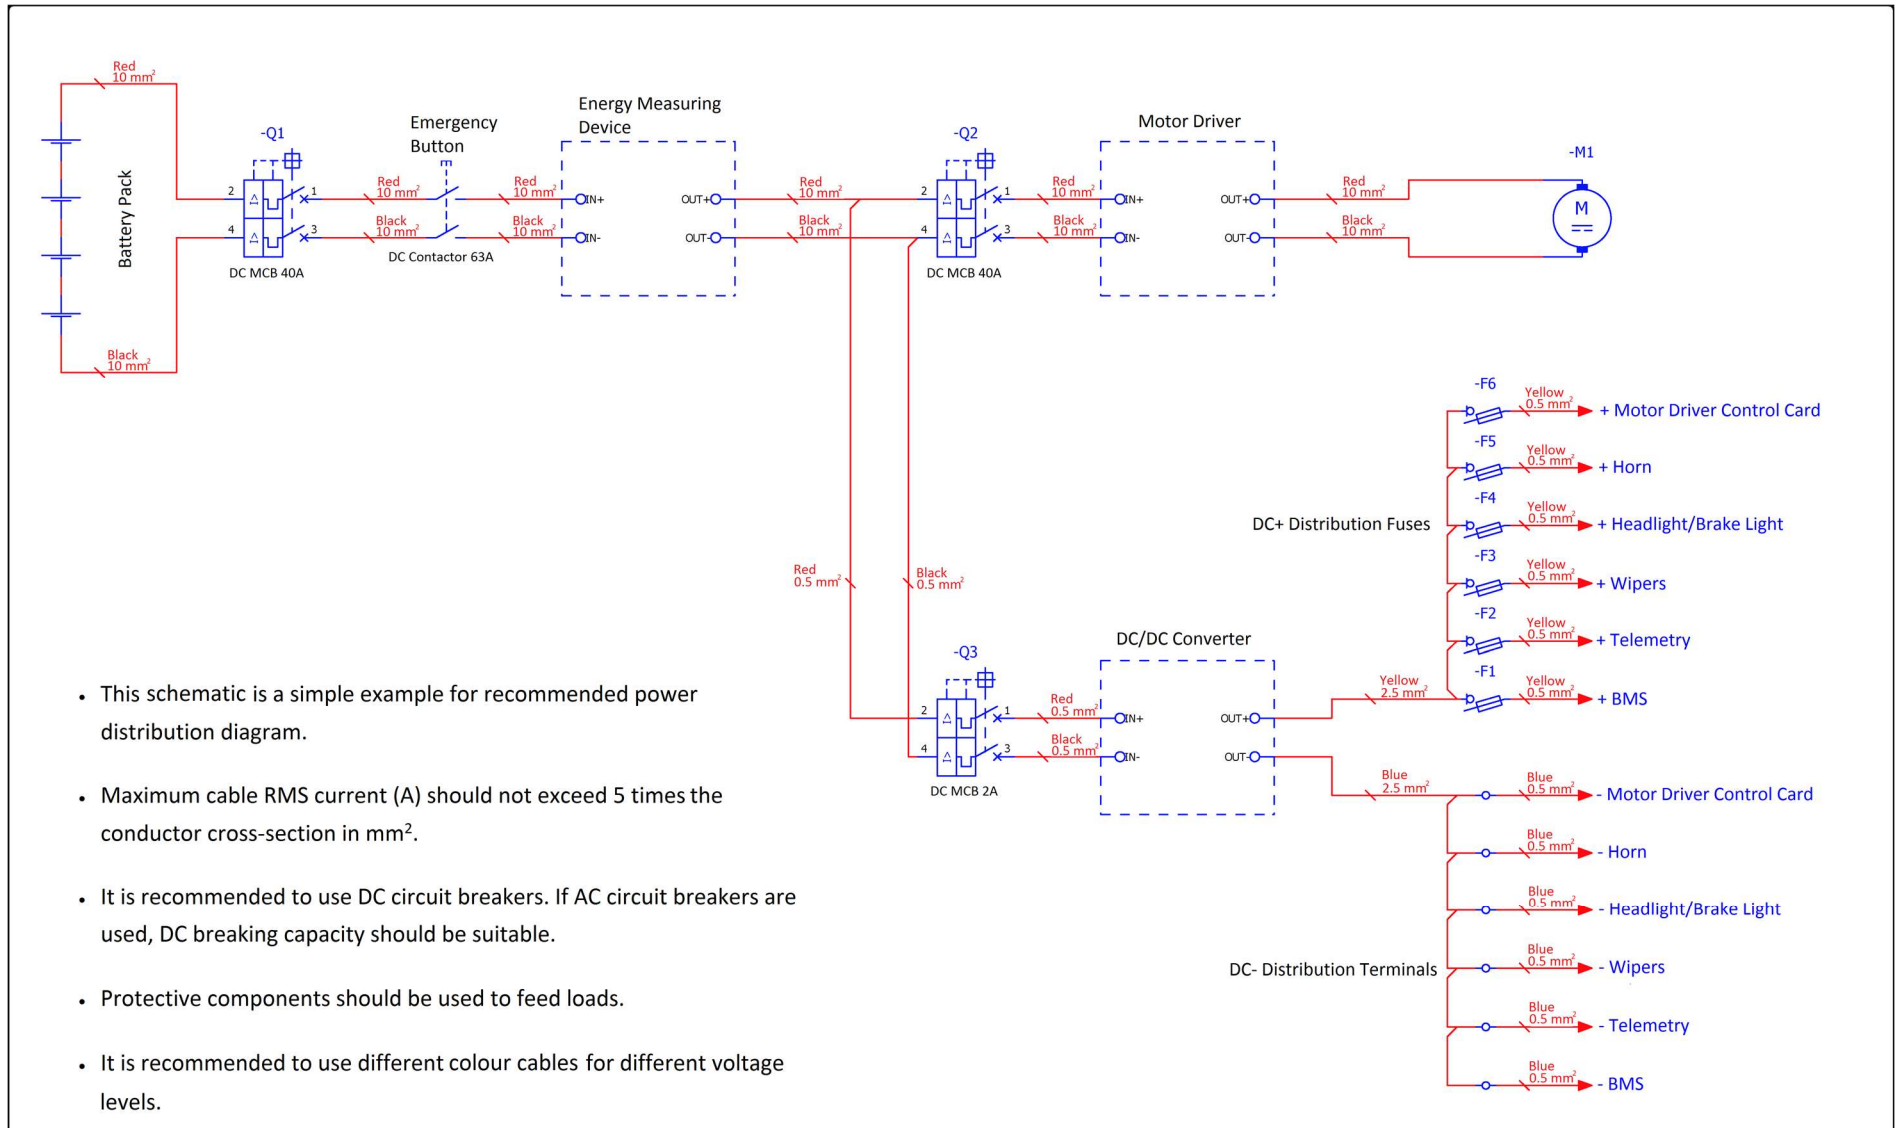 Red
10 mm²
Battery Pack
Black
10 mm²
-Q1
2
1
4
3
I>
I>
DC MCB 40A
Red
10 mm²
Black
10 mm²
Emergency
Button
DC Contactor 63A
Red
10 mm²
Black
10 mm²
Energy Measuring
Device
IN+
OUT+
IN-
OUT-
Red
10 mm²
Black
10 mm²
-Q2
2
1
4
3
I>
I>
DC MCB 40A
Red
10 mm²
Black
10 mm²
Motor Driver
IN+
OUT+
IN-
OUT-
Red
10 mm²
Black
10 mm²
-M1
M
Red
0.5 mm²
Black
0.5 mm²
-Q3
2
1
4
3
I>
I>
DC MCB 2A
Red
0.5 mm²
Black
0.5 mm²
DC/DC Converter
IN+
OUT+
IN-
OUT-
Yellow
2.5 mm²
Blue
2.5 mm²
DC+ Distribution Fuses
-F6
Yellow
0.5 mm²
+ Motor Driver Control Card
-F5
Yellow
0.5 mm²
+ Horn
-F4
Yellow
0.5 mm²
+ Headlight/Brake Light
-F3
Yellow
0.5 mm²
+ Wipers
-F2
Yellow
0.5 mm²
+ Telemetry
-F1
Yellow
0.5 mm²
+ BMS
DC- Distribution Terminals
Blue
0.5 mm²
- Motor Driver Control Card
Blue
0.5 mm²
- Horn
Blue
0.5 mm²
- Headlight/Brake Light
Blue
0.5 mm²
- Wipers
Blue
0.5 mm²
- Telemetry
Blue
0.5 mm²
- BMS
• This schematic is a simple example for recommended power
distribution diagram.
• Maximum cable RMS current (A) should not exceed 5 times the
conductor cross-section in mm².
• It is recommended to use DC circuit breakers. If AC circuit breakers are
used, DC breaking capacity should be suitable.
• Protective components should be used to feed loads.
• It is recommended to use different colour cables for different voltage
levels.